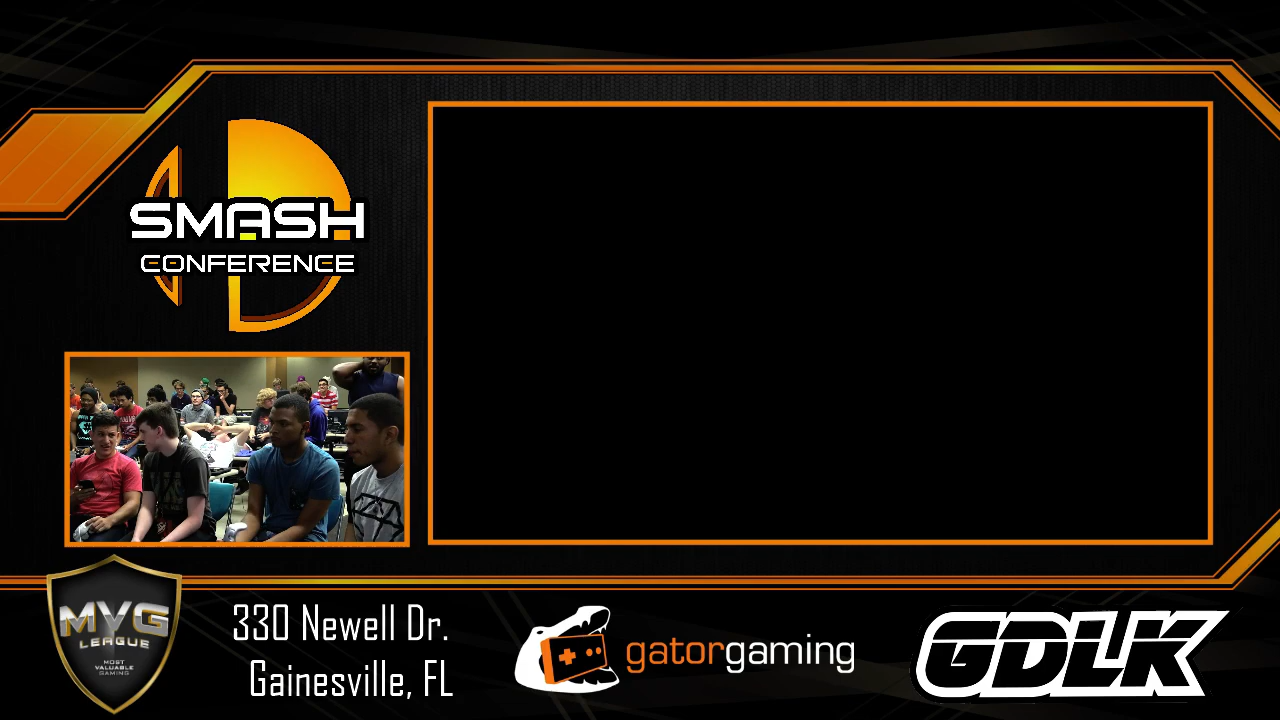 SMASH
CONFERENCE
MVG
LEAGUE
MOST
VALUABLE
GAMING
330 Newell Dr.
Gainesville, FL
gatorgaming
GDLK